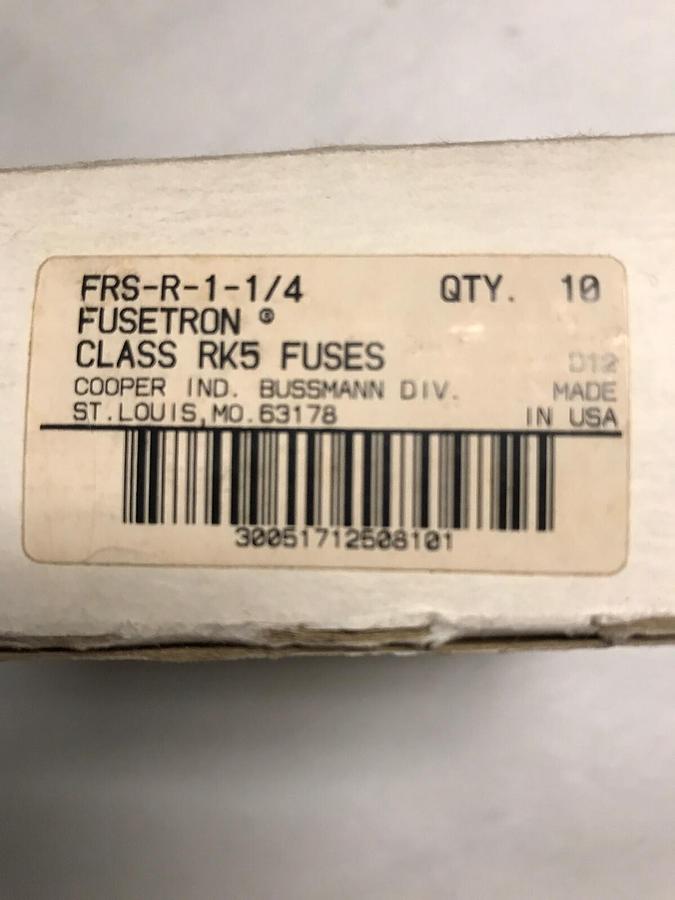 FRS-R-1-1/4 QTY. 10
FUSETRON ®
CLASS RK5 FUSES D12
COOPER IND. BUSSMANN DIV. MADE
ST.LOUIS,MO.63178 IN USA
30051712508101